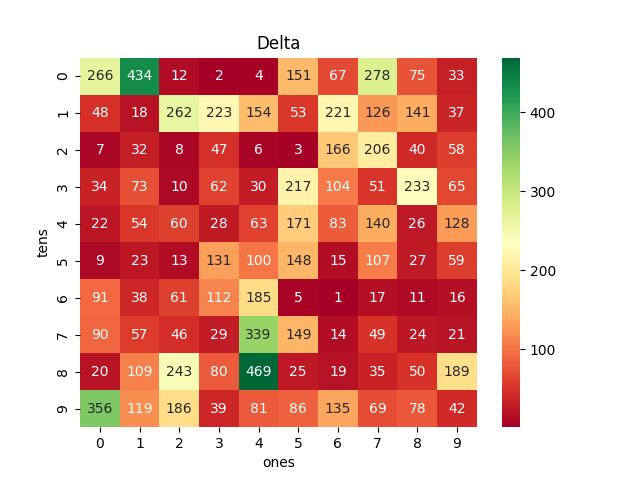 Delta
0 266 434 12 2 4 151 67 278 75 33
1 48 18 262 223 154 53 221 126 141 37
2 7 32 8 47 6 3 166 206 40 58
3 34 73 10 62 30 217 104 51 233 65
4 22 54 60 28 63 171 83 140 26 128
5 9 23 13 131 100 148 15 107 27 59
6 91 38 61 112 185 5 1 17 11 16
7 90 57 46 29 339 149 14 49 24 21
8 20 109 243 80 469 25 19 35 50 189
9 356 119 186 39 81 86 135 69 78 42
0 1 2 3 4 5 6 7 8 9
ones
tens
400
300
200
100